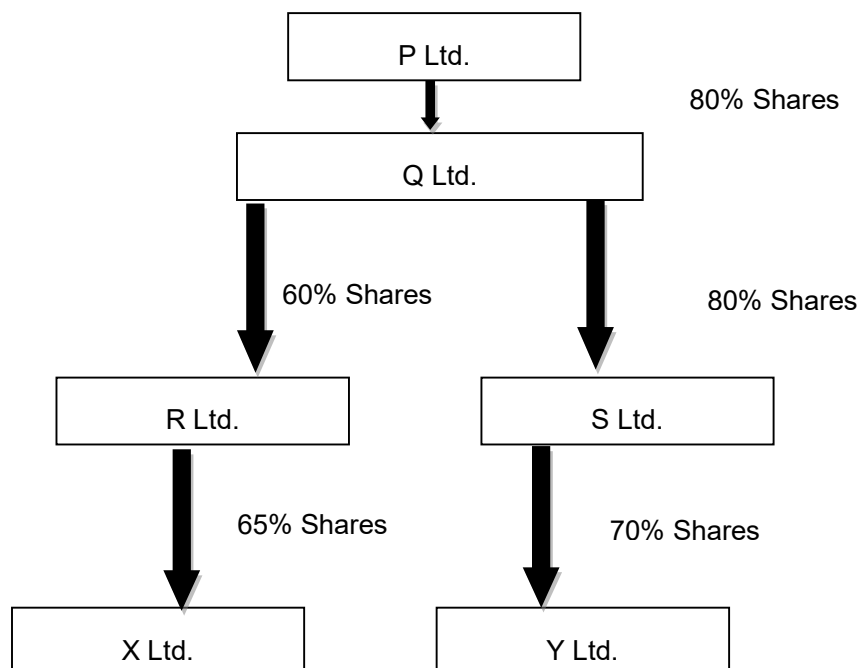 P Ltd.
80% Shares
Q Ltd.
60% Shares
80% Shares
R Ltd.
S Ltd.
65% Shares
70% Shares
X Ltd.
Y Ltd.